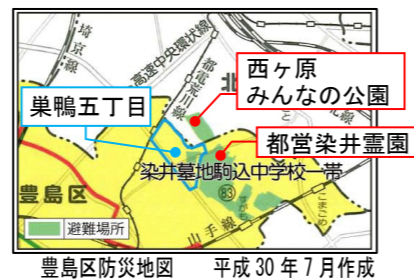 埼京線
高速中央環状線
都電荒川線
北
西ヶ原
みんなの公園
巣鴨五丁目
都営染井霊園
染井墓地駒込中学校一帯
83
豊島区
山手線
避難場所
豊島区防災地図 平成30年7月作成